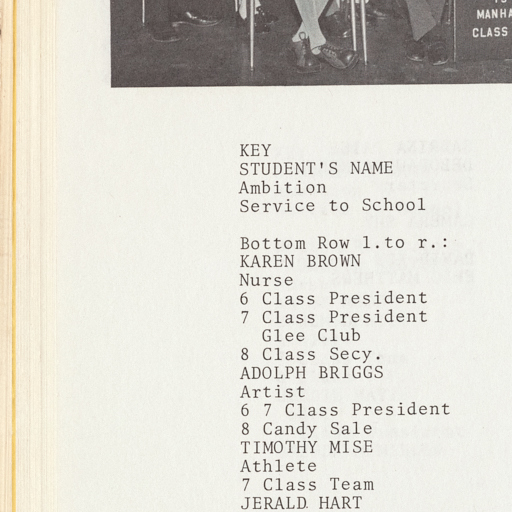 MANHA
CLASS
KEY
STUDENT'S NAME
Ambition
Service to School
Bottom Row l.to r.:
KAREN BROWN
Nurse
6 Class President
7 Class President
Glee Club
8 Class Secy.
ADOLPH BRIGGS
Artist
6 7 Class President
8 Candy Sale
TIMOTHY MISE
Athlete
7 Class Team
JERALD HART